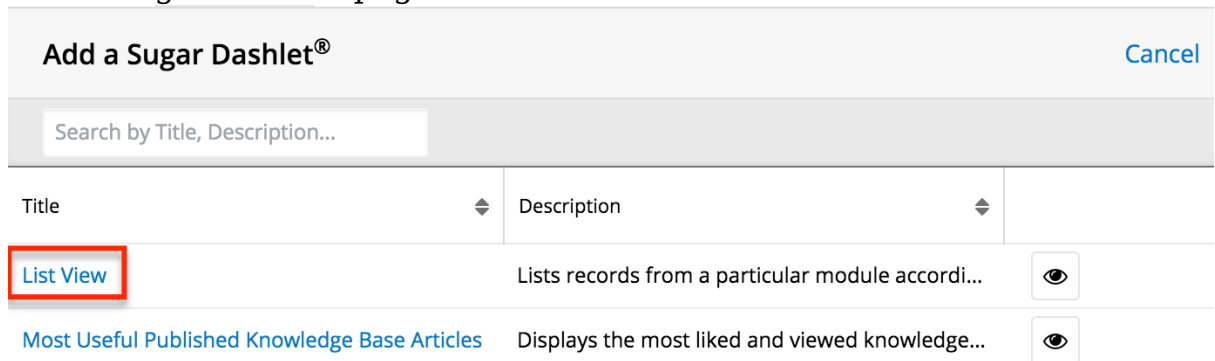 Add a Sugar Dashlet®
Cancel
Search by Title, Description...
Title
Description
List View
Lists records from a particular module accordi...
Most Useful Published Knowledge Base Articles
Displays the most liked and viewed knowledge...